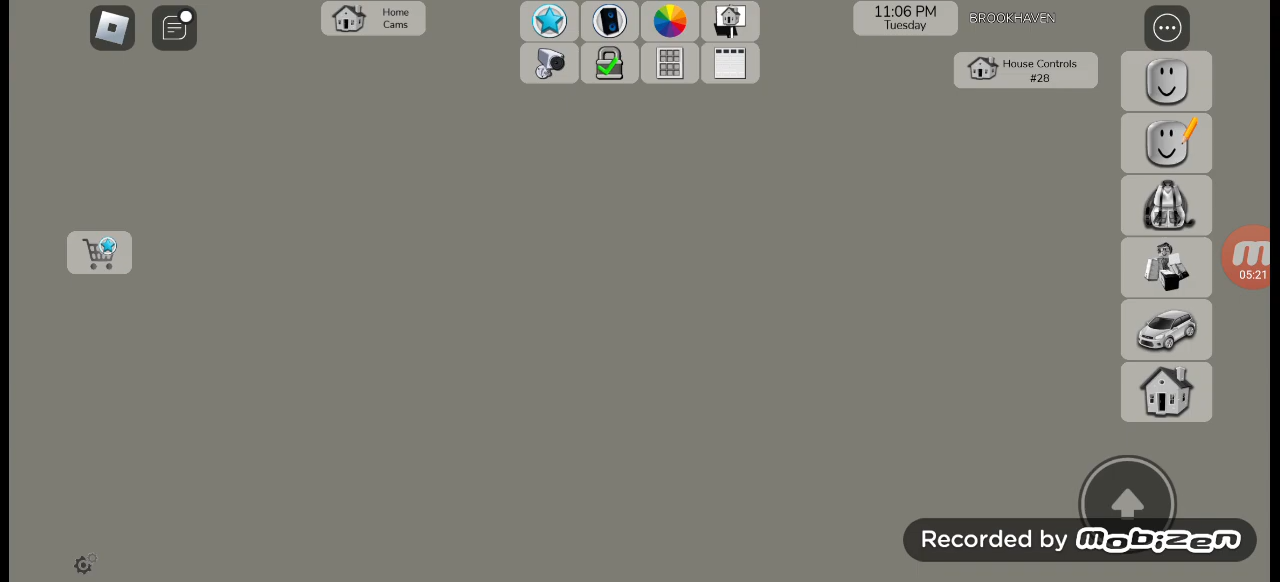 Home
Cams
11:06 PM
Tuesday
BROOKHAVEN
House Controls
#28
05:21
Recorded by mobizen